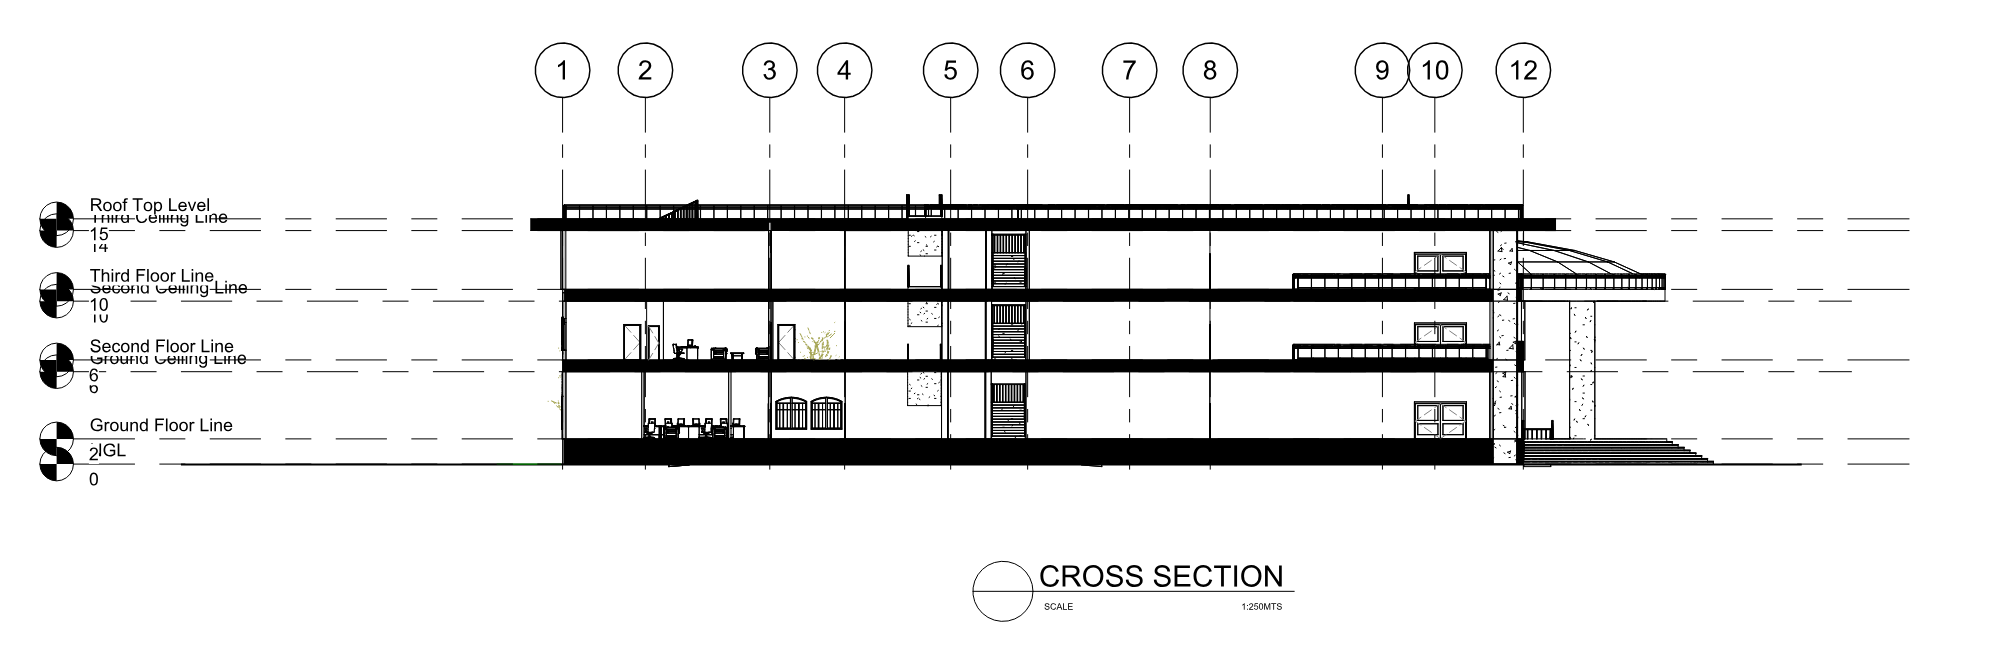 1 2 3 4 5 6 7 8 9 10 12
Roof Top Level
Third Ceiling Line
15
14
Third Floor Line
Second Ceiling Line
10
10
Second Floor Line
Ground Ceiling Line
6
6
Ground Floor Line
2
IGL
0
CROSS SECTION
SCALE 1:250MTS